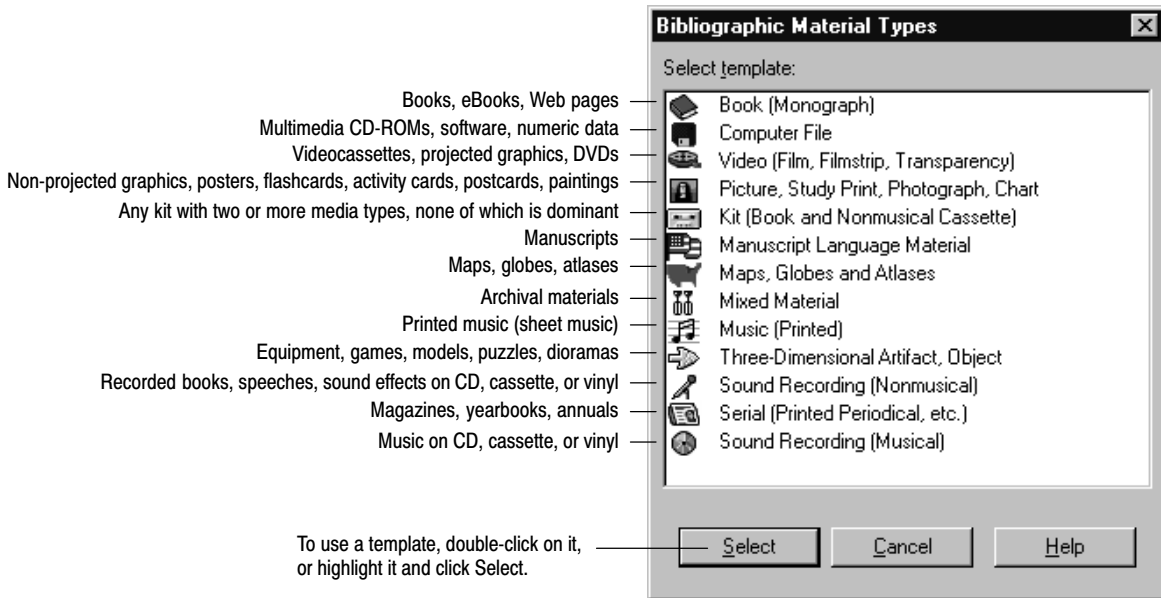 Bibliographic Material Types
Select template:
Books, eBooks, Web pages
Book (Monograph)
Multimedia CD-ROMs, software, numeric data
Computer File
Videocassettes, projected graphics, DVDs
Video (Film, Filmstrip, Transparency)
Non-projected graphics, posters, flashcards, activity cards, postcards, paintings
Picture, Study Print, Photograph, Chart
Any kit with two or more media types, none of which is dominant
Kit (Book and Nonmusical Cassette)
Manuscripts
Manuscript Language Material
Maps, globes, atlases
Maps, Globes and Atlases
Archival materials
Mixed Material
Printed music (sheet music)
Music (Printed)
Equipment, games, models, puzzles, dioramas
Three-Dimensional Artifact, Object
Recorded books, speeches, sound effects on CD, cassette, or vinyl
Sound Recording (Nonmusical)
Magazines, yearbooks, annuals
Serial (Printed Periodical, etc.)
Music on CD, cassette, or vinyl
Sound Recording (Musical)
To use a template, double-click on it,
or highlight it and click Select.
Select
Cancel
Help